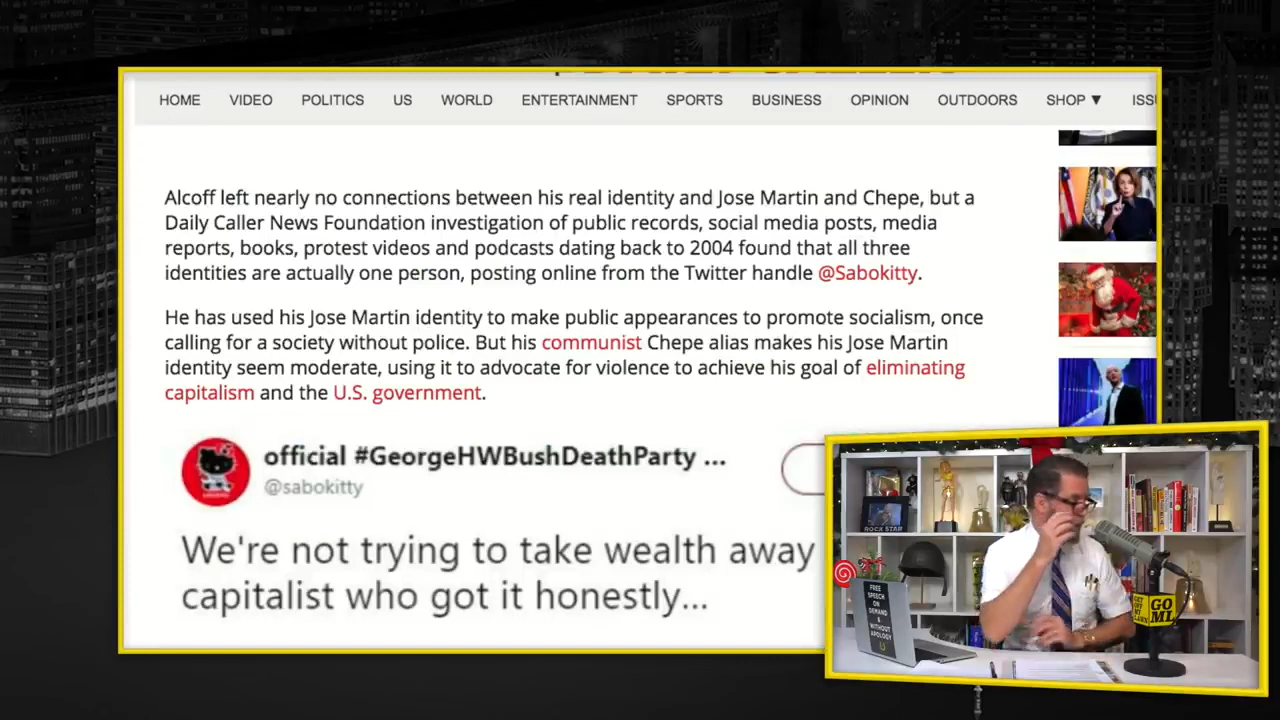 HOME VIDEO POLITICS US WORLD ENTERTAINMENT SPORTS BUSINESS OPINION OUTDOORS SHOP ▼
Alcoff left nearly no connections between his real identity and Jose Martin and Chepe, but a
Daily Caller News Foundation investigation of public records, social media posts, media
reports, books, protest videos and podcasts dating back to 2004 found that all three
identities are actually one person, posting online from the Twitter handle @Sabokitty.
He has used his Jose Martin identity to make public appearances to promote socialism, once
calling for a society without police. But his communist Chepe alias makes his Jose Martin
identity seem moderate, using it to advocate for violence to achieve his goal of eliminating
capitalism and the U.S. government.
official #GeorgeHWBushDeathParty ...
@sabokitty
We're not trying to take wealth away
capitalist who got it honestly...
ROCK STAR
FREE
SPEECH
ON
DEMAND
&
WITHOUT
APOLOGY
GET
OFF
MY
LAWN
GO
ML